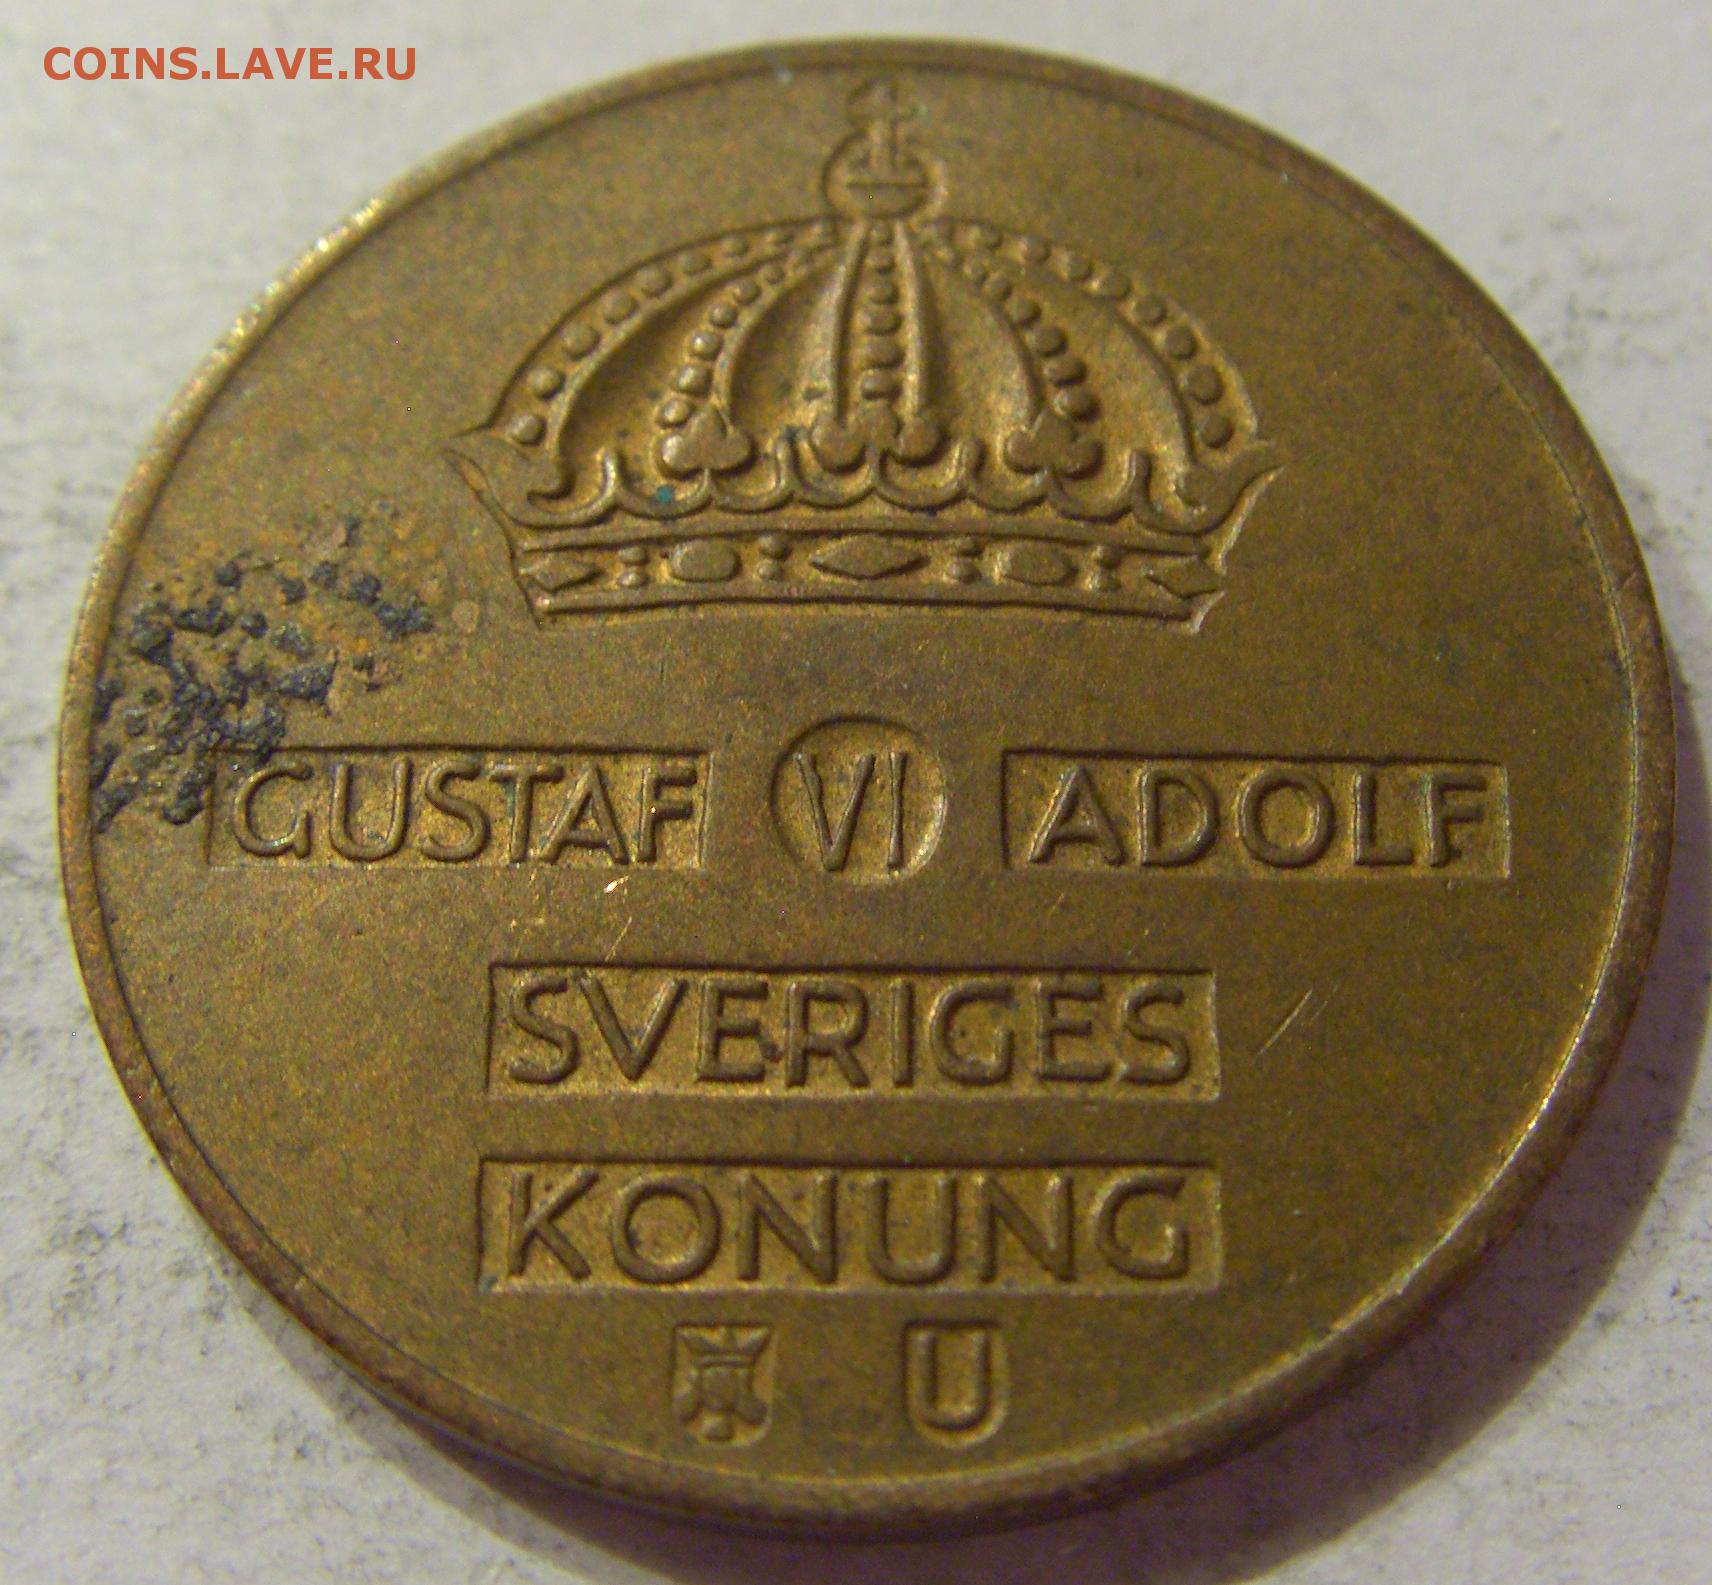 COINS.LAVE.RU
GUSTAF VI ADOLF
SVERIGES
KONUNG
U